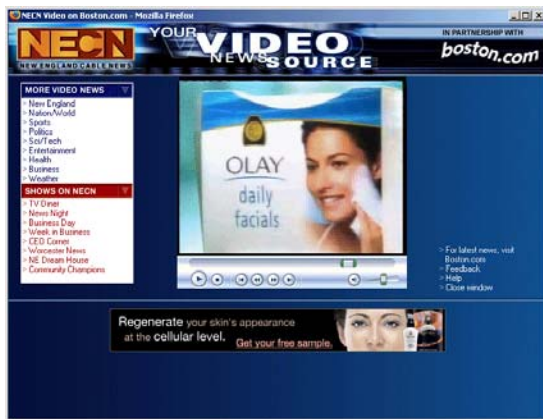 NECN Video on Boston.com - Mozilla Firefox
NECN
NEW ENGLAND CABLE NEWS
YOUR
VIDEO
NEWS
SOURCE
IN PARTNERSHIP WITH
boston.com
MORE VIDEO NEWS
> New England
> Nation/World
> Sports
> Politics
> Sci/Tech
> Entertainment
> Health
> Business
> Weather
SHOWS ON NECN
> TV Diner
> News Night
> Business Day
> Week in Business
> CEO Corner
> Worcester News
> NE Dream House
> Community Champions
OLAY
daily
facials
> For latest news, visit
Boston.com
> Feedback
> Help
> Close window
Regenerate your skin's appearance
at the cellular level.
Get your free sample.